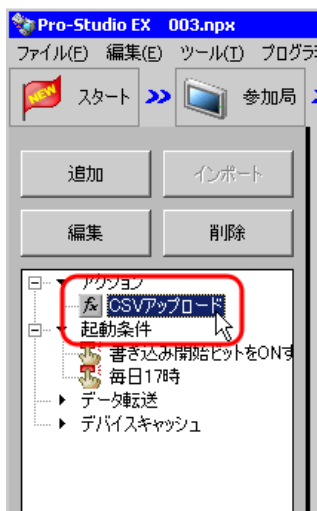 Pro-Studio EX 003.npx
ファイル(F) 編集(E) ツール(T) プログラ
NEW スタート 参加局
追加 インポート
編集 削除
アクション
fx CSVアップロード
起動条件
書き込み開始ビットをONす
毎日17時
データ転送
デバイスキャッシュ